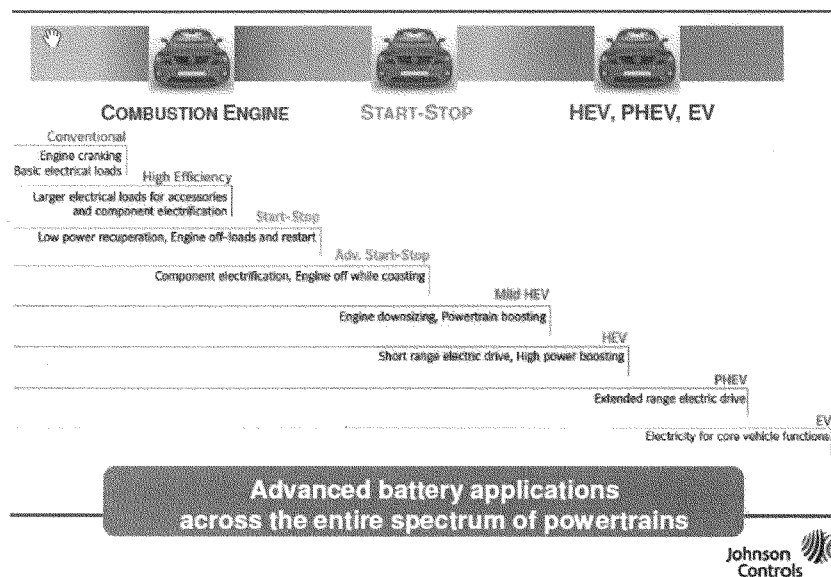 COMBUSTION ENGINE
START-STOP
HEV, PHEV, EV
Conventional
Engine cranking
Basic electrical loads
High Efficiency
Larger electrical loads for accessories
and component electrification
Start-Stop
Low power recuperation, Engine off-loads and restart
Adv. Start-Stop
Component electrification, Engine off while coasting
Mild HEV
Engine downsizing, Powertrain boosting
HEV
Short range electric drive, High power boosting
PHEV
Extended range electric drive
EV
Electricity for core vehicle functions
Advanced battery applications
across the entire spectrum of powertrains
Johnson
Controls